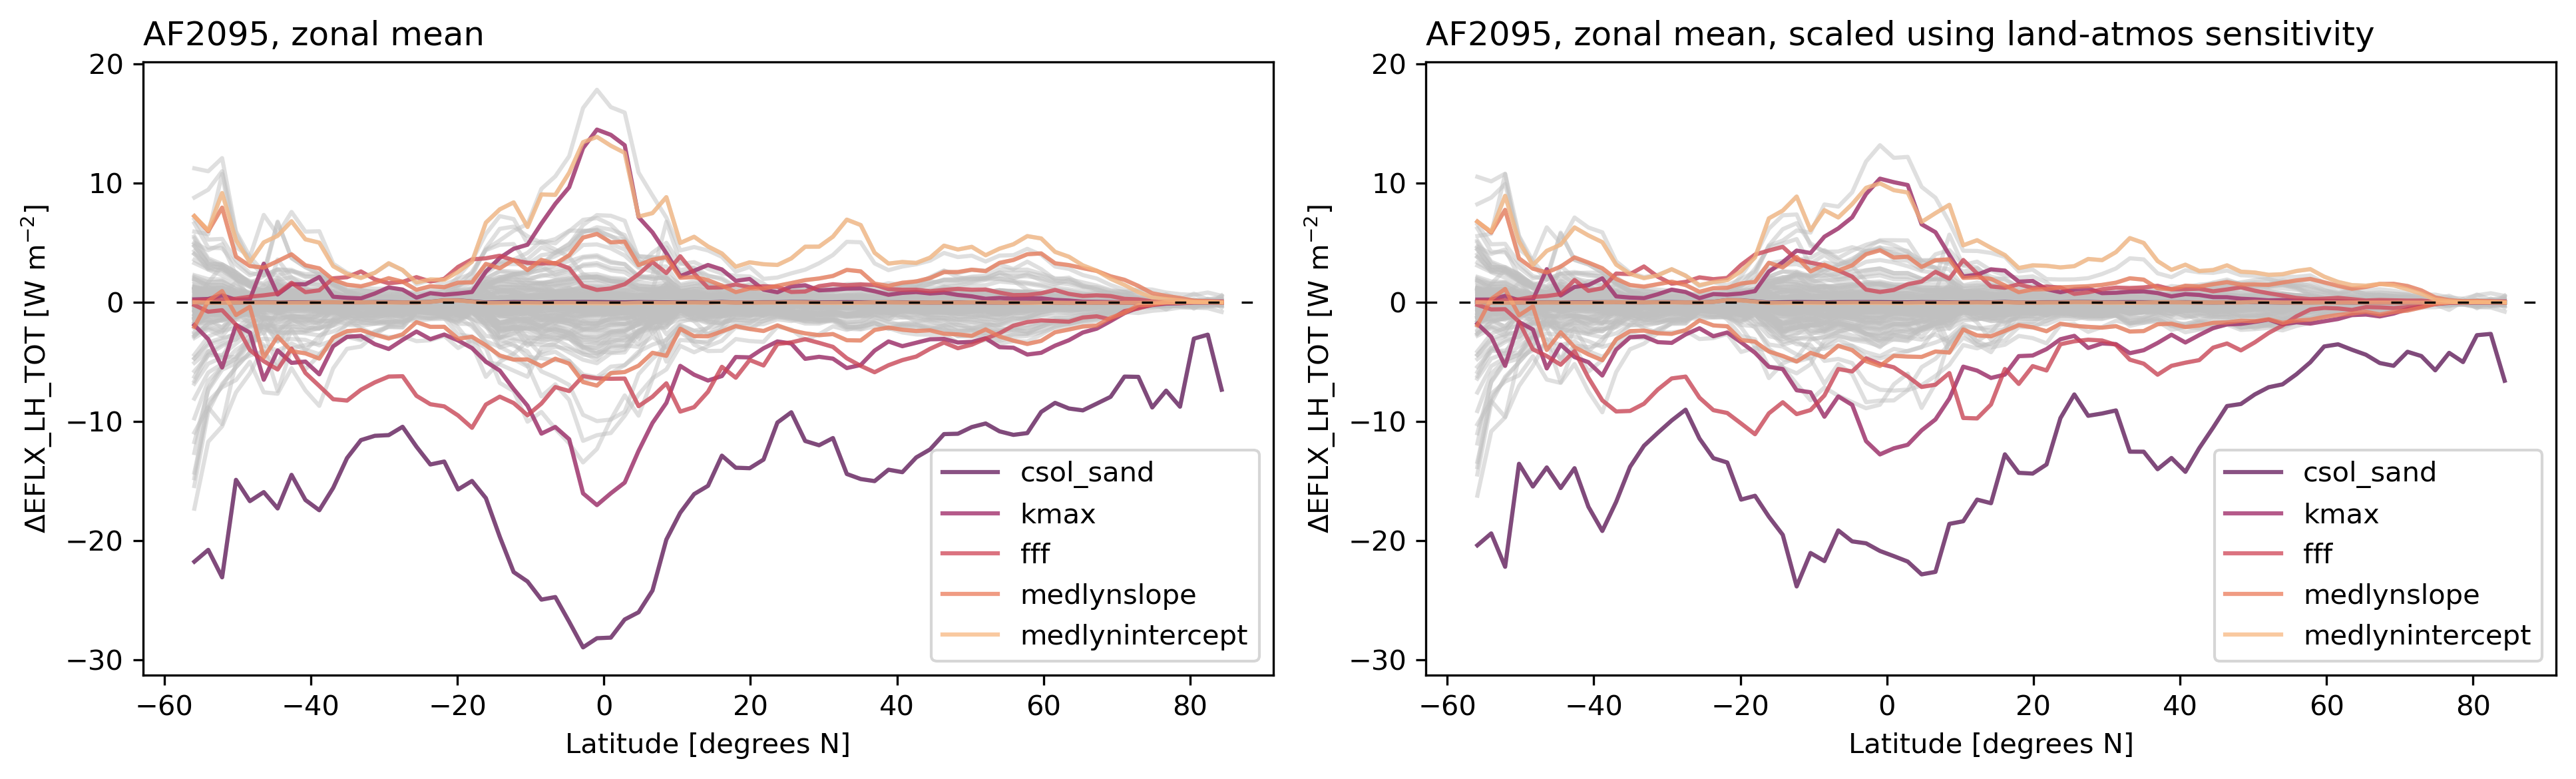 AF2095, zonal mean
20
10
0
−10
−20
−30
ΔEFLX_LH_TOT [W m⁻²]
−60 −40 −20 0 20 40 60 80
Latitude [degrees N]
csol_sand
kmax
fff
medlynslope
medlynintercept
AF2095, zonal mean, scaled using land-atmos sensitivity
20
10
0
−10
−20
−30
ΔEFLX_LH_TOT [W m⁻²]
−60 −40 −20 0 20 40 60 80
Latitude [degrees N]
csol_sand
kmax
fff
medlynslope
medlynintercept